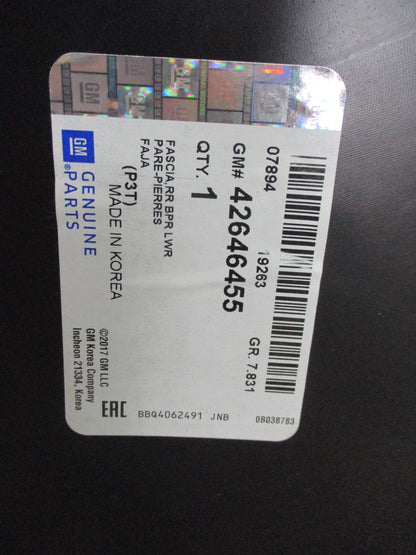 07894
19263
GM# 42646455
GR. 7.831
QTY. 1
FASCIA,RR BPR LWR
PARE-PIERRES
FAJA
(P3T) MADE IN KOREA
GM GENUINE
®PARTS
©2017 GM LLC
GM Korea Company
Incheon 21334, Korea
EAC
BBQ4062491 JNB
0B038783
GM